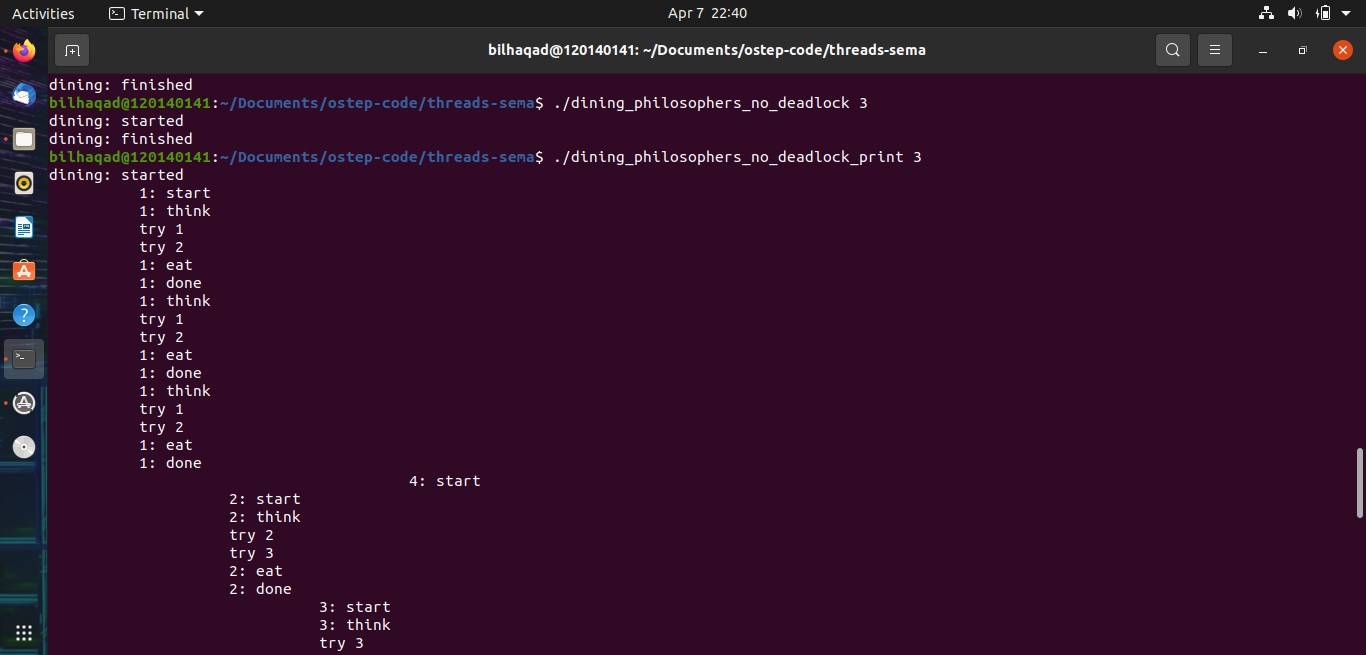 Activities Terminal Apr 7 22:40
bilhaqad@120140141: ~/Documents/ostep-code/threads-sema
dining: finished
bilhaqad@120140141:~/Documents/ostep-code/threads-sema$ ./dining_philosophers_no_deadlock 3
dining: started
dining: finished
bilhaqad@120140141:~/Documents/ostep-code/threads-sema$ ./dining_philosophers_no_deadlock_print 3
dining: started
1: start
1: think
try 1
try 2
1: eat
1: done
1: think
try 1
try 2
1: eat
1: done
1: think
try 1
try 2
1: eat
1: done
4: start
2: start
2: think
try 2
try 3
2: eat
2: done
3: start
3: think
try 3